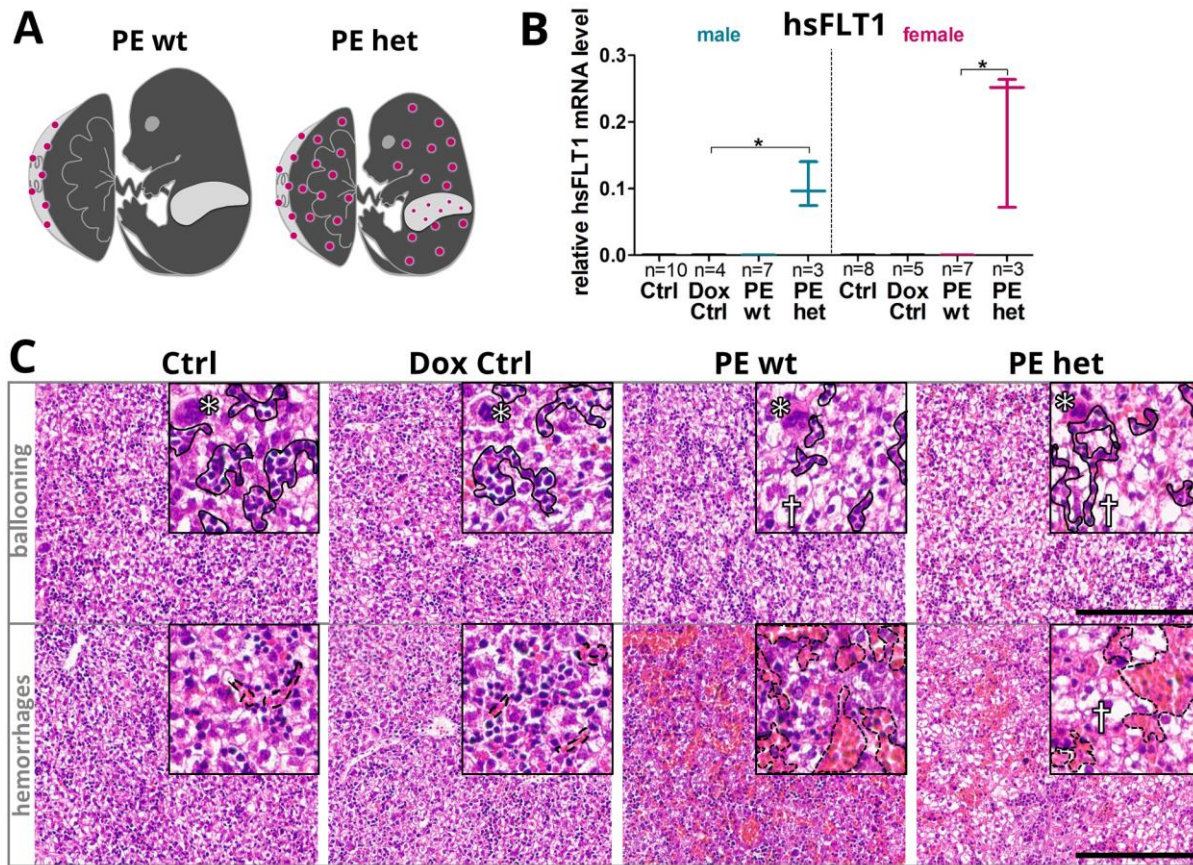 A
PE wt
PE het
B
hsFLT1
male
female
relative hsFLT1 mRNA level
0.3
0.2
0.1
0.0
*
*
n=10 n=4 n=7 n=3 n=8 n=5 n=7 n=3
Ctrl Dox PE PE Ctrl Dox PE PE
Ctrl wt het Ctrl wt het
C
Ctrl
Dox Ctrl
PE wt
PE het
ballooning
* * * *
† †
hemorrhages
†